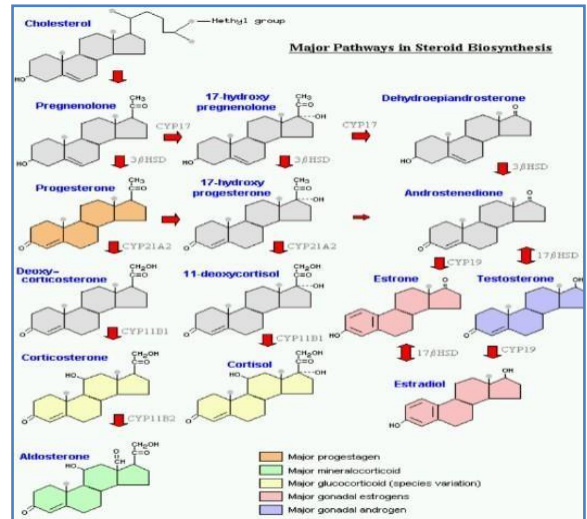 Cholesterol
Methyl group
Major Pathways in Steroid Biosynthesis
HO
Pregnenolone
CH₃
C=O
CYP17
17-hydroxy
pregnenolone
CH₃
C=O
OH
CYP17
Dehydroepiandrosterone
O
HO
HO
HO
3βHSD
3βHSD
3βHSD
Progesterone
CH₃
C=O
17-hydroxy
progesterone
CH₃
C=O
OH
Androstenedione
O
O
O
O
CYP21A2
CYP21A2
CYP19
17βHSD
Deoxy-
corticosterone
CH₂OH
C=O
11-deoxycortisol
CH₂OH
C=O
OH
Estrone
O
Testosterone
OH
O
O
HO
O
CYP11B1
CYP11B1
17βHSD
CYP19
Corticosterone
CH₂OH
C=O
HO
Cortisol
CH₂OH
C=O
HO
OH
Estradiol
OH
O
O
HO
CYP11B2
Aldosterone
CH₂OH
C=O
O
CH
HO
O
Major progestagen
Major mineralocorticoid
Major glucocorticoid (species variation)
Major gonadal estrogens
Major gonadal androgen